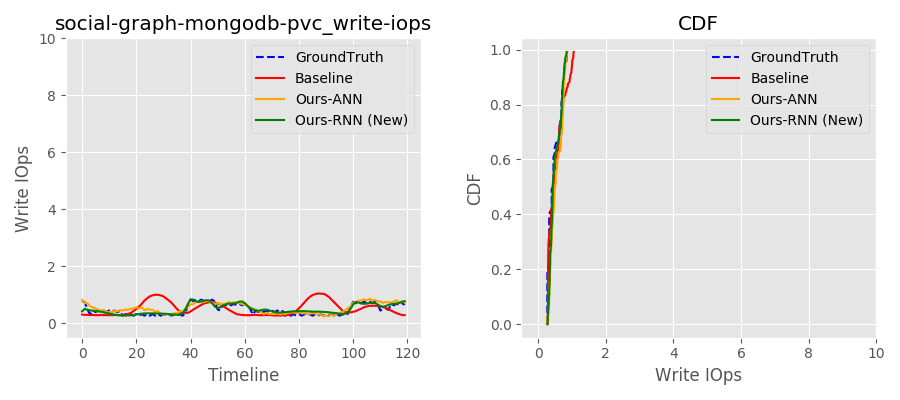 social-graph-mongodb-pvc_write-iops
Write IOps
10
8
6
4
2
0
0 20 40 60 80 100 120
Timeline
GroundTruth
Baseline
Ours-ANN
Ours-RNN (New)
CDF
CDF
1.0
0.8
0.6
0.4
0.2
0.0
0 2 4 6 8 10
Write IOps
GroundTruth
Baseline
Ours-ANN
Ours-RNN (New)